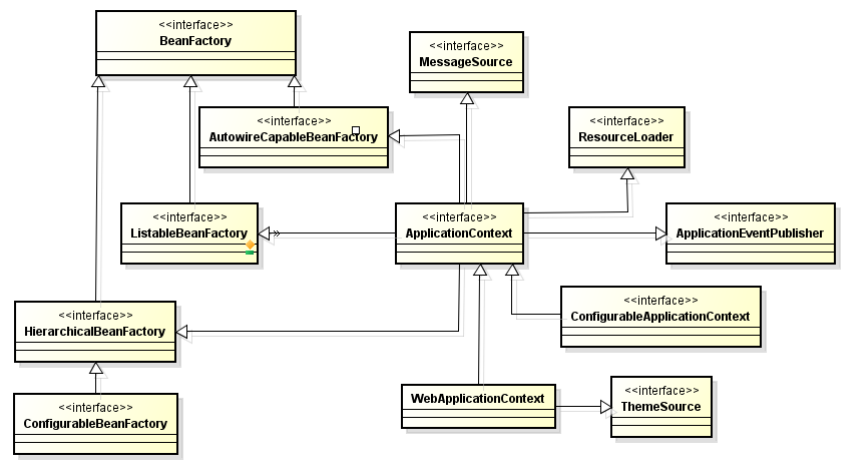 <<interface>>
BeanFactory
<<interface>>
MessageSource
<<interface>>
AutowireCapableBeanFactory
<<interface>>
ResourceLoader
<<interface>>
ListableBeanFactory
<<interface>>
ApplicationContext
<<interface>>
ApplicationEventPublisher
<<interface>>
HierarchicalBeanFactory
<<interface>>
ConfigurableApplicationContext
<<interface>>
ConfigurableBeanFactory
WebApplicationContext
<<interface>>
ThemeSource